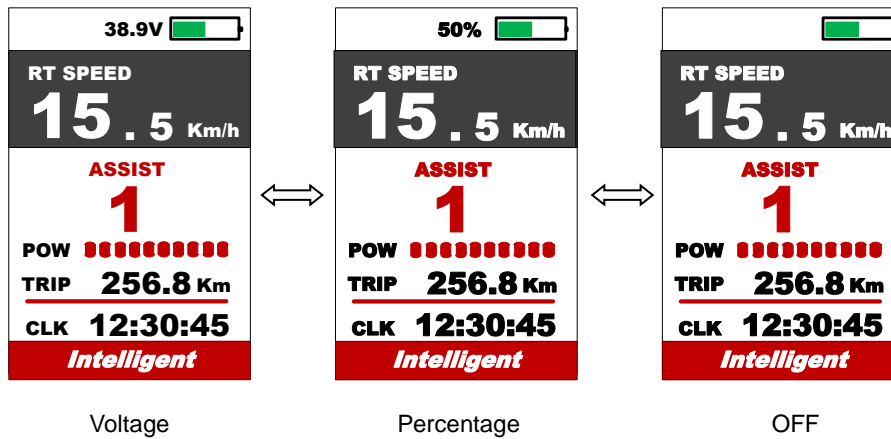 38.9V
RT SPEED
15.5 Km/h
ASSIST
1
POW
TRIP 256.8 Km
CLK 12:30:45
Intelligent
Voltage
50%
RT SPEED
15.5 Km/h
ASSIST
1
POW
TRIP 256.8 Km
CLK 12:30:45
Intelligent
Percentage
RT SPEED
15.5 Km/h
ASSIST
1
POW
TRIP 256.8 Km
CLK 12:30:45
Intelligent
OFF